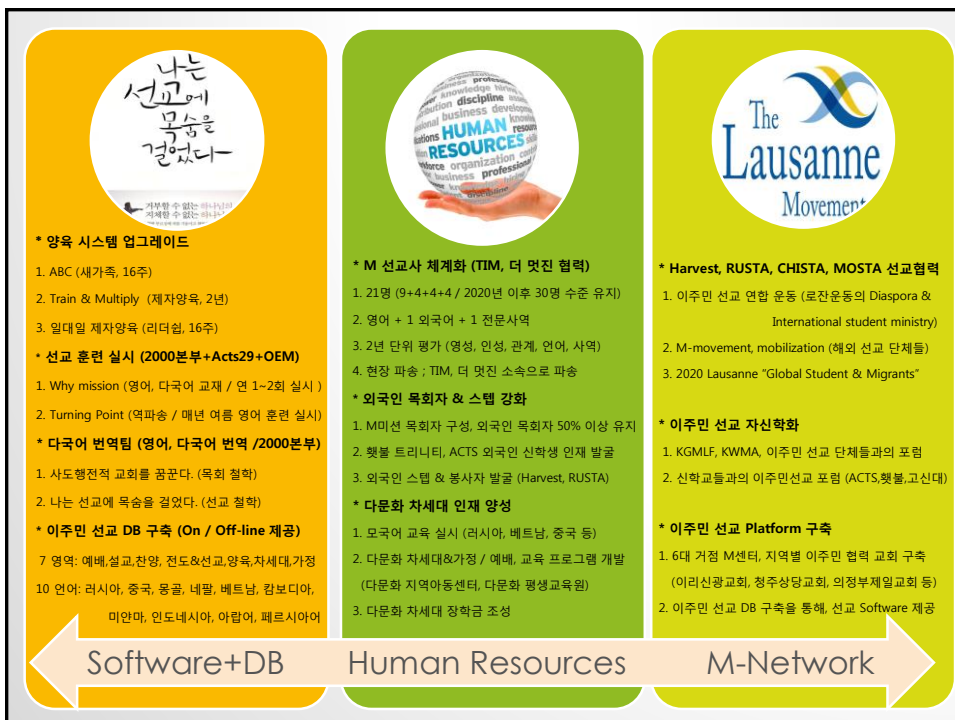 나는
선교에
목숨을
걸었다
거부할 수 없는 하나님의
* 양육 시스템 업그레이드
1. ABC (새가족, 16주)
2. Train & Multiply (제자양육, 2년)
3. 일대일 제자양육 (리더쉽, 16주)
* 선교 훈련 실시 (2000본부+Acts29+OEM)
1. Why mission (영어, 다국어 교재 / 연 1~2회 실시 )
2. Turning Point (역파송 / 매년 여름 영어 훈련 실시)
* 다국어 번역팀 (영어, 다국어 번역 /2000본부)
1. 사도행전적 교회를 꿈꾼다. (목회 철학)
2. 나는 선교에 목숨을 걸었다. (선교 철학)
* 이주민 선교 DB 구축 (On / Off-line 제공)
7 영역: 예배,설교,찬양, 전도&선교,양육,차세대,가정
10 언어: 러시아, 중국, 몽골, 네팔, 베트남, 캄보디아,
미얀마, 인도네시아, 아랍어, 페르시아어
Software+DB
knowledge
discipline
business
HUMAN
RESOURCES
organization
business professional
* M 선교사 체계화 (TIM, 더 멋진 협력)
1. 21명 (9+4+4+4 / 2020년 이후 30명 수준 유지)
2. 영어 + 1 외국어 + 1 전문사역
3. 2년 단위 평가 (영성, 인성, 관계, 언어, 사역)
4. 현장 파송 ; TIM, 더 멋진 소속으로 파송
* 외국인 목회자 & 스텝 강화
1. M미션 목회자 구성, 외국인 목회자 50% 이상 유지
2. 횃불 트리니티, ACTS 외국인 신학생 인재 발굴
3. 외국인 스텝 & 봉사자 발굴 (Harvest, RUSTA)
* 다문화 차세대 인재 양성
1. 모국어 교육 실시 (러시아, 베트남, 중국 등)
2. 다문화 차세대&가정 / 예배, 교육 프로그램 개발
(다문화 지역아동센터, 다문화 평생교육원)
3. 다문화 차세대 장학금 조성
Human Resources
The
Lausanne
Movement
* Harvest, RUSTA, CHISTA, MOSTA 선교협력
1. 이주민 선교 연합 운동 (로잔운동의 Diaspora &
International student ministry)
2. M-movement, mobilization (해외 선교 단체들)
3. 2020 Lausanne “Global Student & Migrants”
* 이주민 선교 자신학화
1. KGMLF, KWMA, 이주민 선교 단체들과의 포럼
2. 신학교들과의 이주민선교 포럼 (ACTS,횃불,고신대)
* 이주민 선교 Platform 구축
1. 6대 거점 M센터, 지역별 이주민 협력 교회 구축
(이리신광교회, 청주상당교회, 의정부제일교회 등)
2. 이주민 선교 DB 구축을 통해, 선교 Software 제공
M-Network